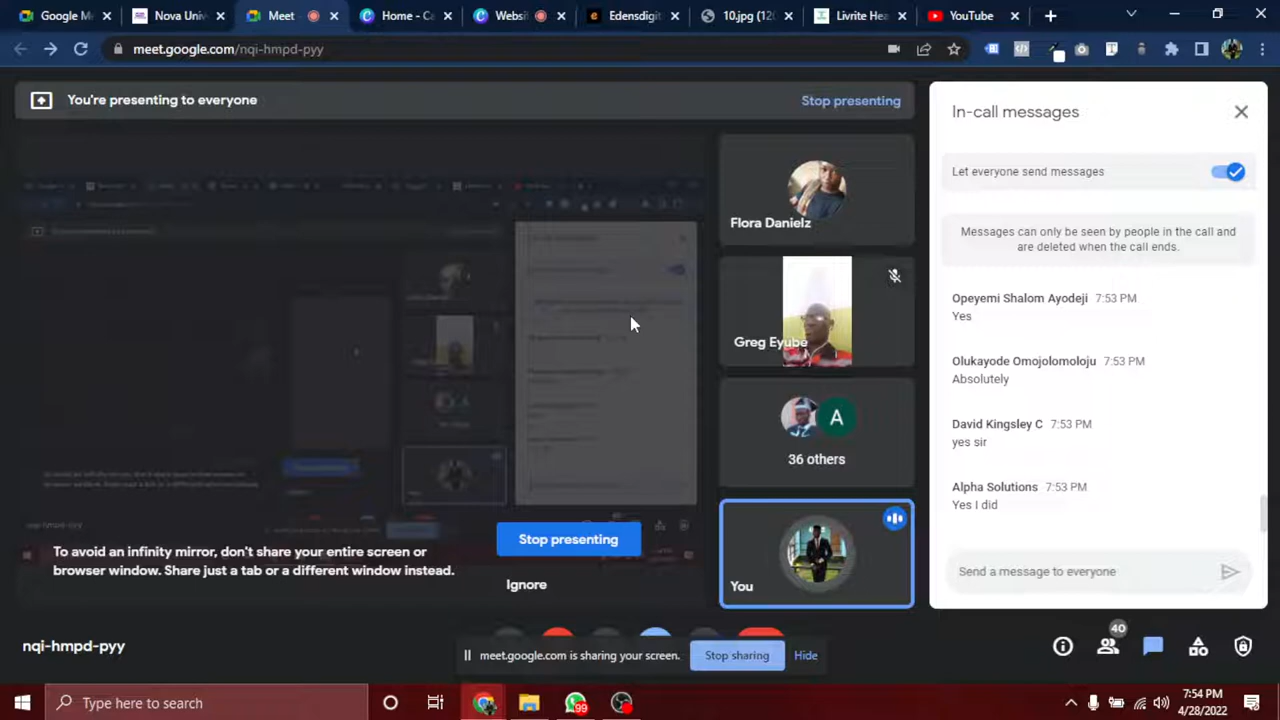 Google M
Nova Univ
Meet -
Home - Ca
Websit
Edensdigit
10.jpg (120
Livrite Hea
YouTube
meet.google.com/nqi-hmpd-pyy
You're presenting to everyone
Stop presenting
Flora Danielz
Greg Eyube
A
36 others
You
To avoid an infinity mirror, don't share your entire screen or
browser window. Share just a tab or a different window instead.
Stop presenting
Ignore
In-call messages
Let everyone send messages
Messages can only be seen by people in the call and
are deleted when the call ends.
Opeyemi Shalom Ayodeji 7:53 PM
Yes
Olukayode Omojolomoloju 7:53 PM
Absolutely
David Kingsley C 7:53 PM
yes sir
Alpha Solutions 7:53 PM
Yes I did
Send a message to everyone
nqi-hmpd-pyy
meet.google.com is sharing your screen.
Stop sharing
Hide
40
Type here to search
99
7:54 PM
4/28/2022